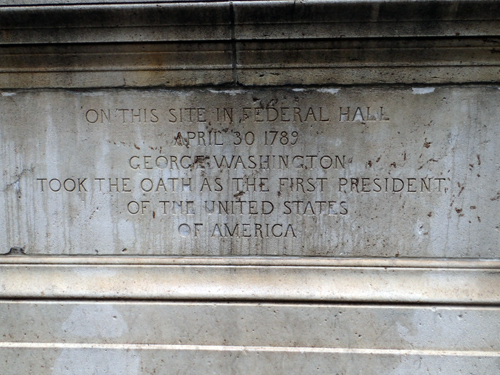 ON THIS SITE IN FEDERAL HALL
APRIL 30 1789
GEORGE WASHINGTON
TOOK THE OATH AS THE FIRST PRESIDENT
OF THE UNITED STATES
OF AMERICA